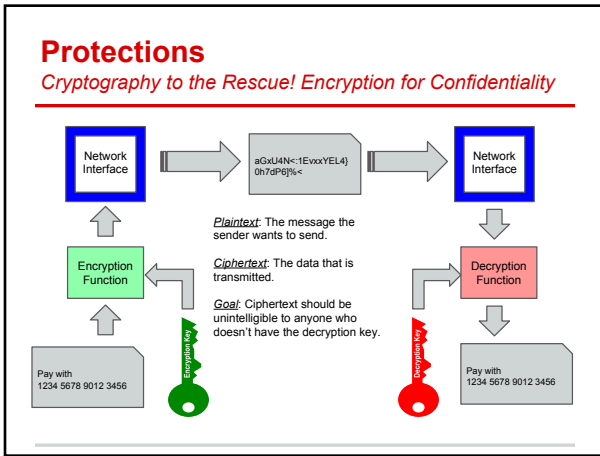 Protections
Cryptography to the Rescue! Encryption for Confidentiality
Network
Interface
aGxU4N<:1EvxxYEL4}
0h7dP6]%<
Network
Interface
Plaintext: The message the
sender wants to send.
Ciphertext: The data that is
transmitted.
Goal: Ciphertext should be
unintelligible to anyone who
doesn't have the decryption key.
Encryption
Function
Decryption
Function
Encryption Key
Decryption Key
Pay with
1234 5678 9012 3456
Pay with
1234 5678 9012 3456